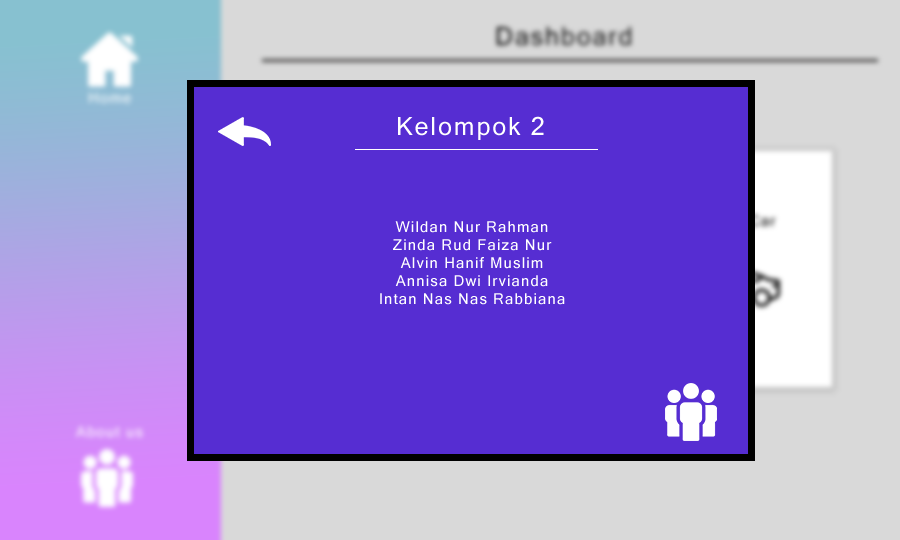 Dashboard
Home
Kelompok 2
Wildan Nur Rahman
Zinda Rud Faiza Nur
Alvin Hanif Muslim
Annisa Dwi Irvianda
Intan Nas Nas Rabbiana
About us